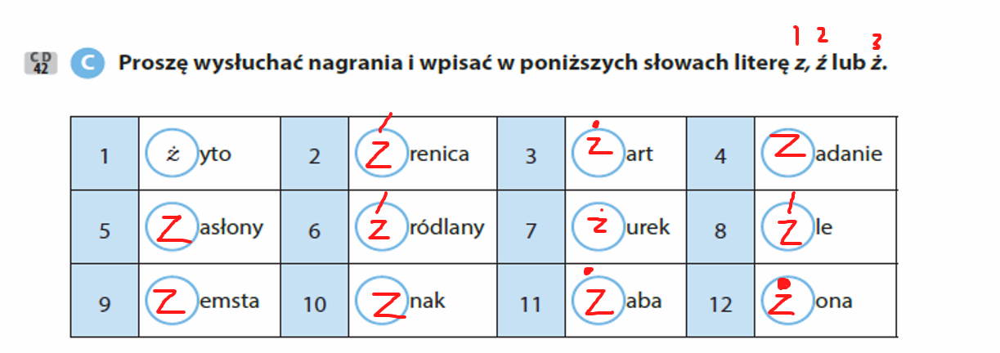 1 2 3
CD 42 C Proszę wysłuchać nagrania i wpisać w poniższych słowach literę z, ź lub ż.
1 żyto 2 źrenica 3 żart 4 zadanie
5 zasłony 6 źródlany 7 żurek 8 źle
9 zemsta 10 znak 11 żaba 12 żona